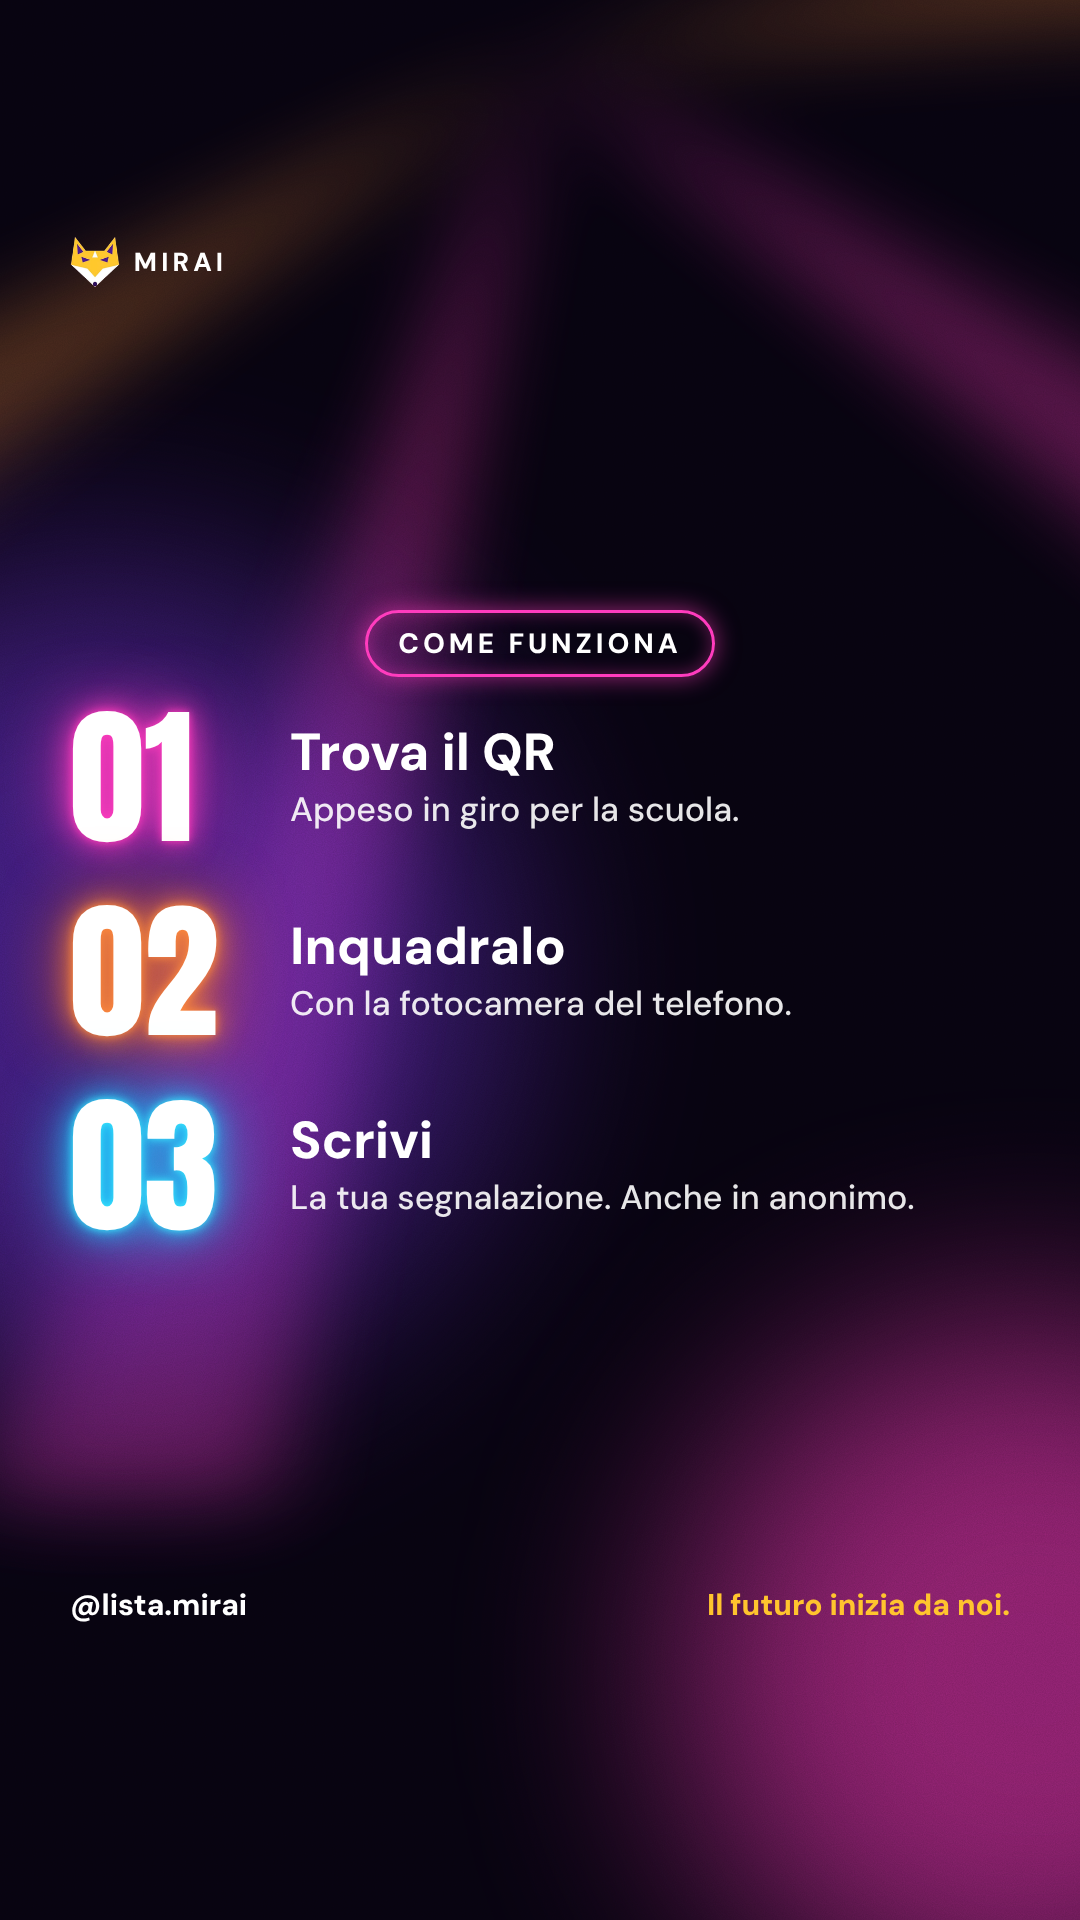 MIRAI
COME FUNZIONA
01
Trova il QR
Appeso in giro per la scuola.
02
Inquadralo
Con la fotocamera del telefono.
03
Scrivi
La tua segnalazione. Anche in anonimo.
@lista.mirai
Il futuro inizia da noi.